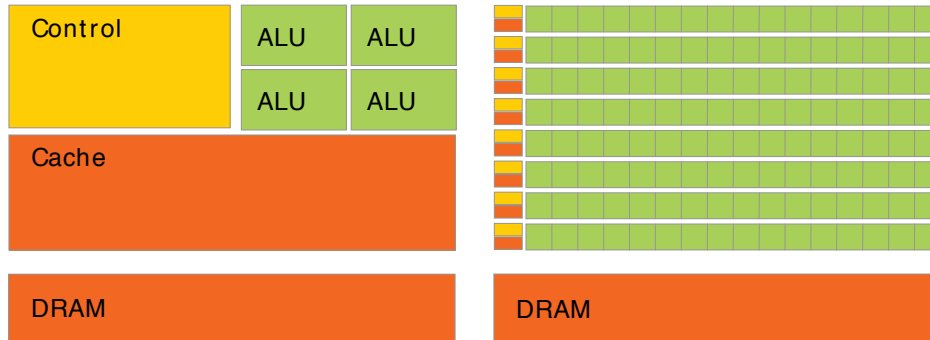 Control
ALU ALU
ALU ALU
Cache
DRAM
DRAM